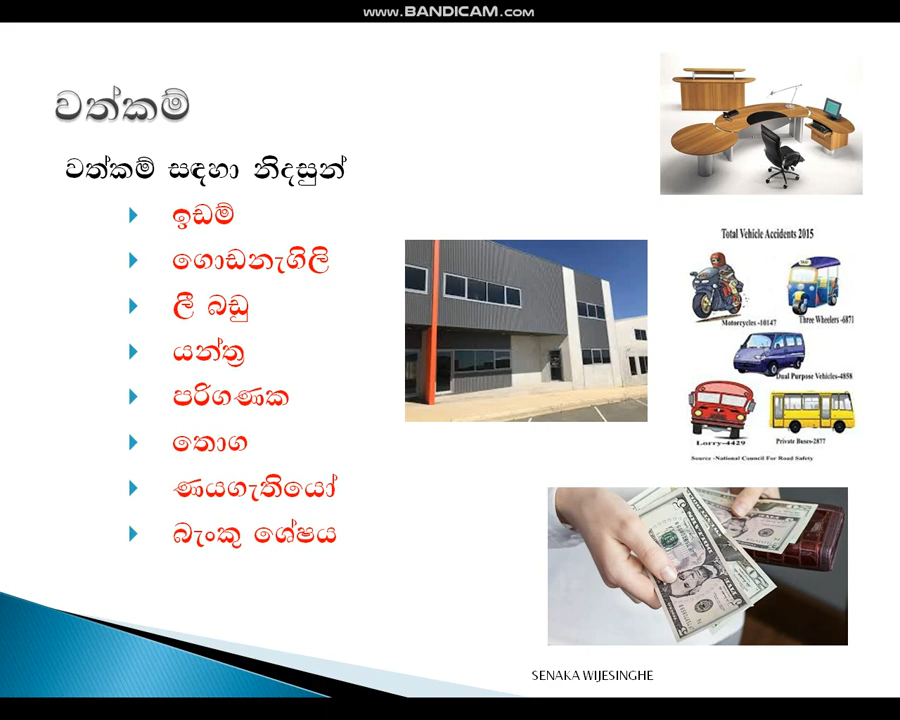 www.BANDICAM.com
වත්කම්
වත්කම් සඳහා නිදසුන්
ඉඩම්
ගොඩනැගිලි
ලී බඩු
යන්ත්‍ර
පරිගණක
තොග
ණයගැතියෝ
බැංකු ශේෂය
Total Vehicle Accidents 2015
Motorcycles -10147
Three Wheelers -6871
Dual Purpose Vehicles-4858
Lorry-4429
Private Buses-2877
Source -National Council For Road Safety
SENAKA WIJESINGHE